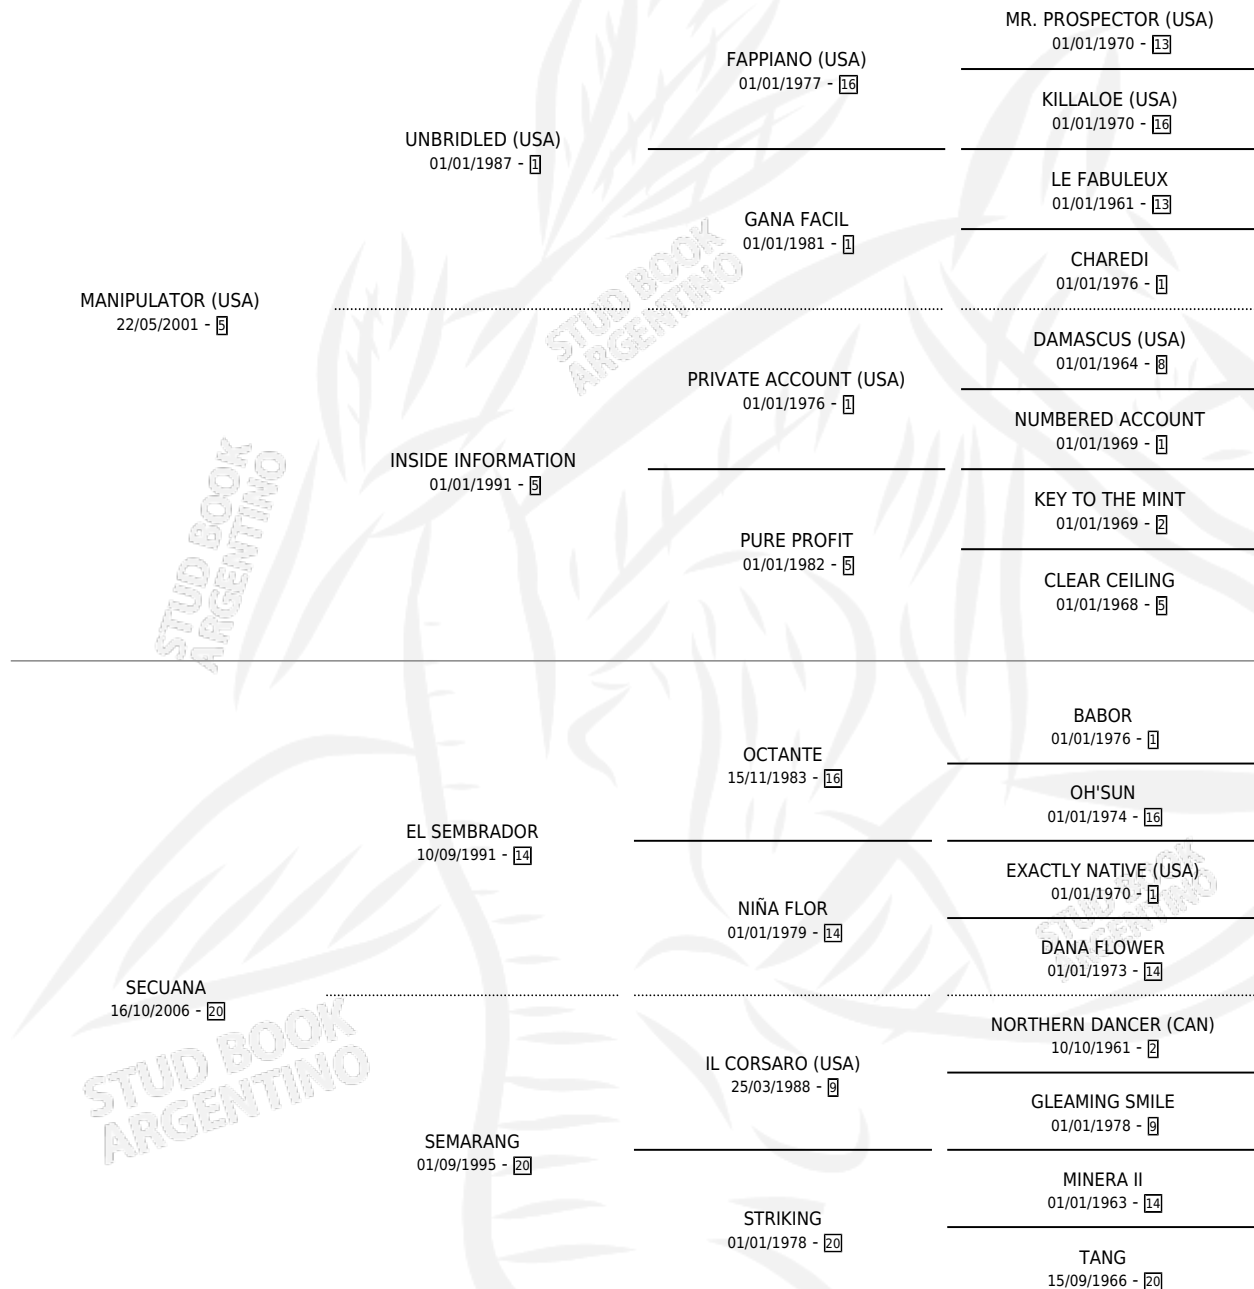 MR. PROSPECTOR (USA)
01/01/1970 - 13
FAPPIANO (USA)
01/01/1977 - 16
KILLALOE (USA)
01/01/1970 - 16
UNBRIDLED (USA)
01/01/1987 - 1
LE FABULEUX
01/01/1961 - 13
GANA FACIL
01/01/1981 - 1
CHAREDI
01/01/1976 - 1
MANIPULATOR (USA)
22/05/2001 - 5
DAMASCUS (USA)
01/01/1964 - 8
PRIVATE ACCOUNT (USA)
01/01/1976 - 1
NUMBERED ACCOUNT
01/01/1969 - 1
INSIDE INFORMATION
01/01/1991 - 5
KEY TO THE MINT
01/01/1969 - 2
PURE PROFIT
01/01/1982 - 5
CLEAR CEILING
01/01/1968 - 5
BABOR
01/01/1976 - 1
OCTANTE
15/11/1983 - 16
OH'SUN
01/01/1974 - 16
EL SEMBRADOR
10/09/1991 - 14
EXACTLY NATIVE (USA)
01/01/1970 - 1
NIÑA FLOR
01/01/1979 - 14
DANA FLOWER
01/01/1973 - 14
SECUANA
16/10/2006 - 20
NORTHERN DANCER (CAN)
10/10/1961 - 2
IL CORSARO (USA)
25/03/1988 - 9
GLEAMING SMILE
01/01/1978 - 9
SEMARANG
01/09/1995 - 20
MINERA II
01/01/1963 - 14
STRIKING
01/01/1978 - 20
TANG
15/09/1966 - 20
STUD BOOK
ARGENTINO
STUD BOOK
ARGENTINO
STUD BOOK
ARGENTINO
STUD BOOK
ARGENTINO